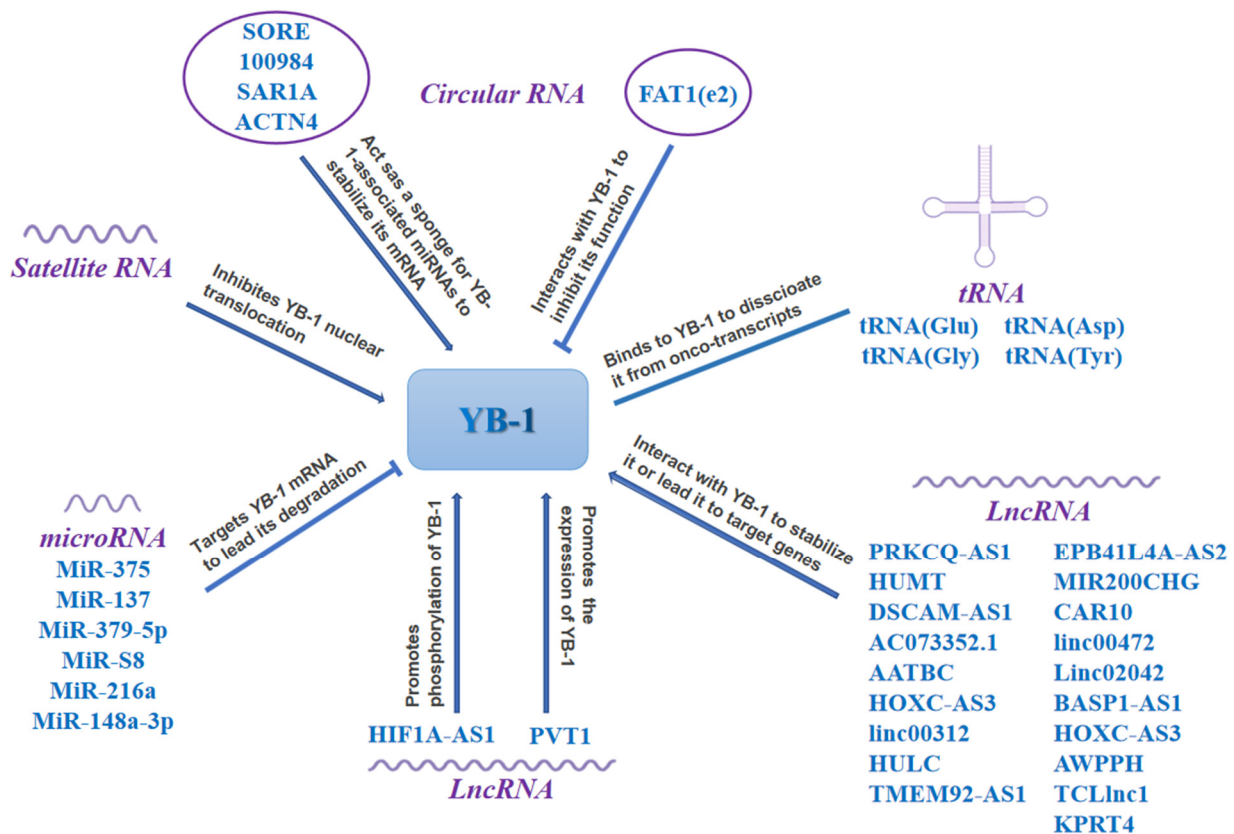 SORE
100984
SAR1A
ACTN4
Circular RNA
FAT1(e2)
Act sas a sponge for YB-
1-associated miRNAs to
stabilize its mRNA
Interacts with YB-1 to
inhibit its function
Satellite RNA
Inhibites YB-1 nuclear
translocation
tRNA
tRNA(Glu) tRNA(Asp)
tRNA(Gly) tRNA(Tyr)
Binds to YB-1 to disscioate
it from onco-transcripts
YB-1
microRNA
MiR-375
MiR-137
MiR-379-5p
MiR-S8
MiR-216a
MiR-148a-3p
Targets YB-1 mRNA
to lead its degradation
Promotes
phosphorylation of YB-1
Promotes the
expression of YB-1
HIF1A-AS1 PVT1
LncRNA
Interact with YB-1 to stabilize
it or lead it to target genes
LncRNA
PRKCQ-AS1 EPB41L4A-AS2
HUMT MIR200CHG
DSCAM-AS1 CAR10
AC073352.1 linc00472
AATBC Linc02042
HOXC-AS3 BASP1-AS1
linc00312 HOXC-AS3
HULC AWPPH
TMEM92-AS1 TCLlnc1
KPRT4